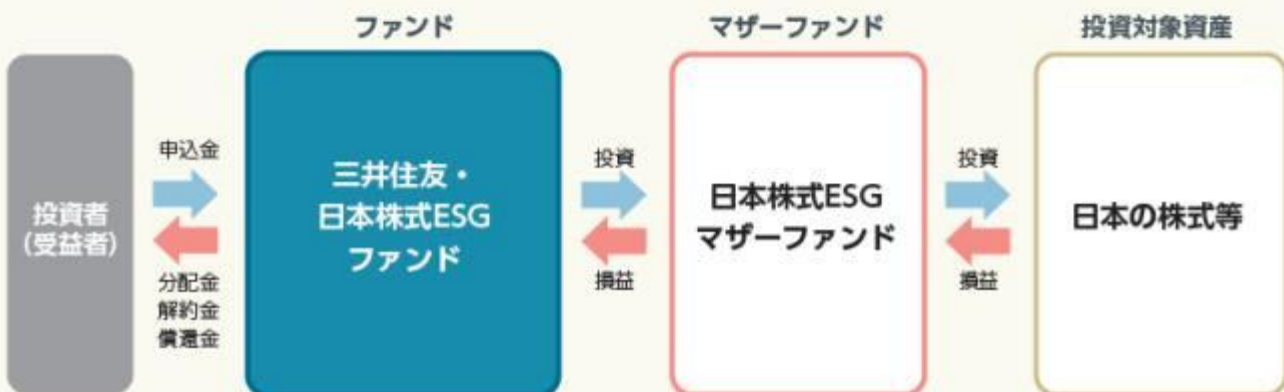 ファンド
マザーファンド
投資対象資産
投資者
(受益者)
申込金
分配金
解約金
償還金
三井住友・
日本株式ESG
ファンド
投資
損益
日本株式ESG
マザーファンド
投資
損益
日本の株式等